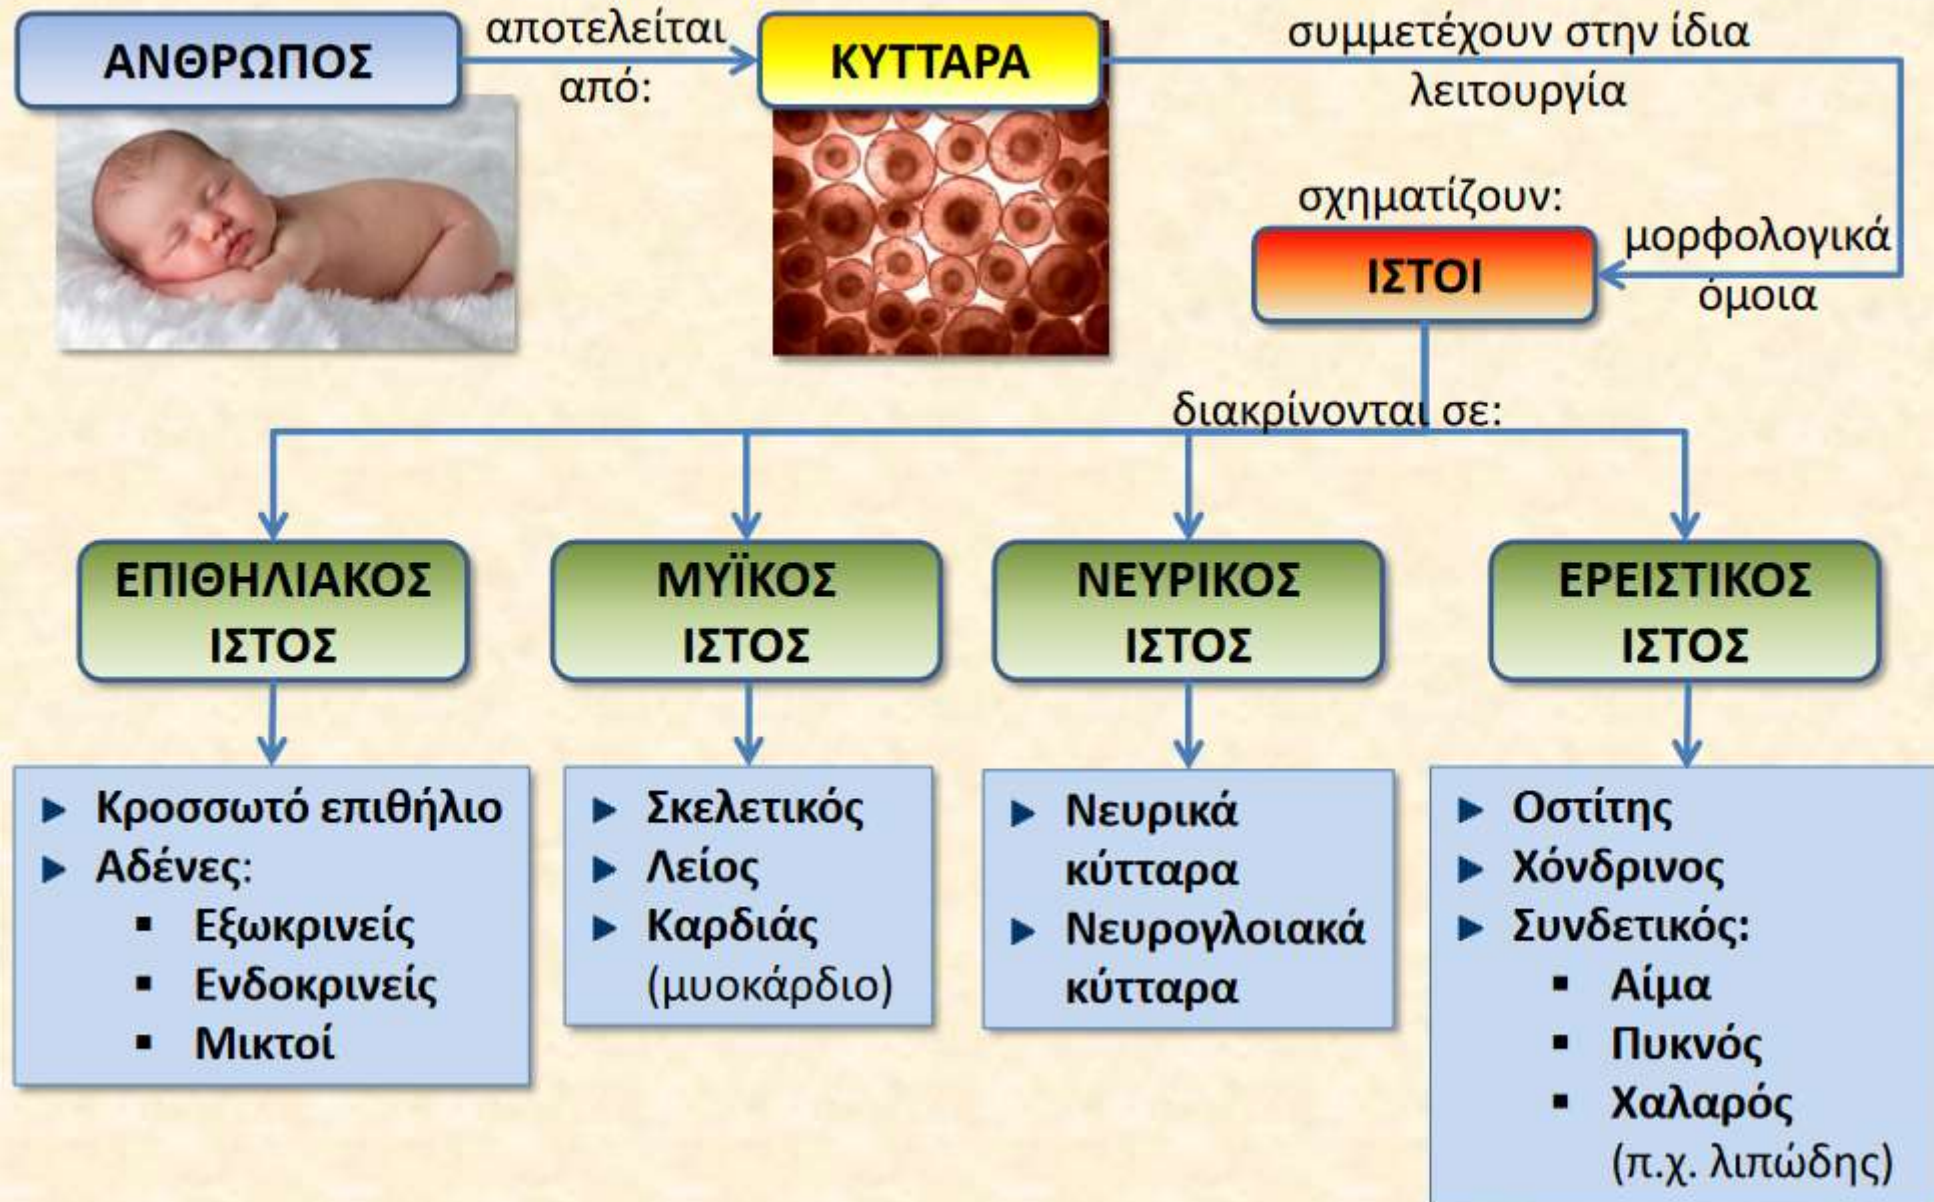 ΑΝΘΡΩΠΟΣ
αποτελείται
από:
ΚΥΤΤΑΡΑ
συμμετέχουν στην ίδια
λειτουργία
μορφολογικά
όμοια
σχηματίζουν:
ΙΣΤΟΙ
διακρίνονται σε:
ΕΠΙΘΗΛΙΑΚΟΣ
ΙΣΤΟΣ
Κροσσωτό επιθήλιο
Αδένες:
Εξωκρινείς
Ενδοκρινείς
Μικτοί
ΜΥΪΚΟΣ
ΙΣΤΟΣ
Σκελετικός
Λείος
Καρδιάς
(μυοκάρδιο)
ΝΕΥΡΙΚΟΣ
ΙΣΤΟΣ
Νευρικά
κύτταρα
Νευρογλοιακά
κύτταρα
ΕΡΕΙΣΤΙΚΟΣ
ΙΣΤΟΣ
Οστίτης
Χόνδρινος
Συνδετικός:
Αίμα
Πυκνός
Χαλαρός
(π.χ. λιπώδης)